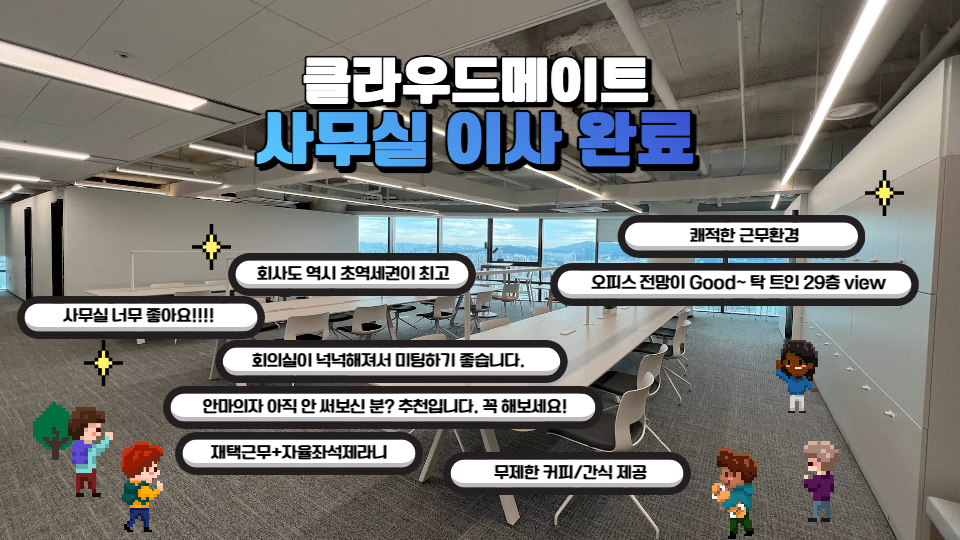 클라우드메이트
사무실 이사 완료
쾌적한 근무환경
회사도 역시 초역세권이 최고
오피스 전망이 Good~ 탁 트인 29층 view
사무실 너무 좋아요!!!!
회의실이 넉넉해져서 미팅하기 좋습니다.
안마의자 아직 안 써보신 분? 추천입니다. 꼭 해보세요!
재택근무+자율좌석제라니
무제한 커피/간식 제공